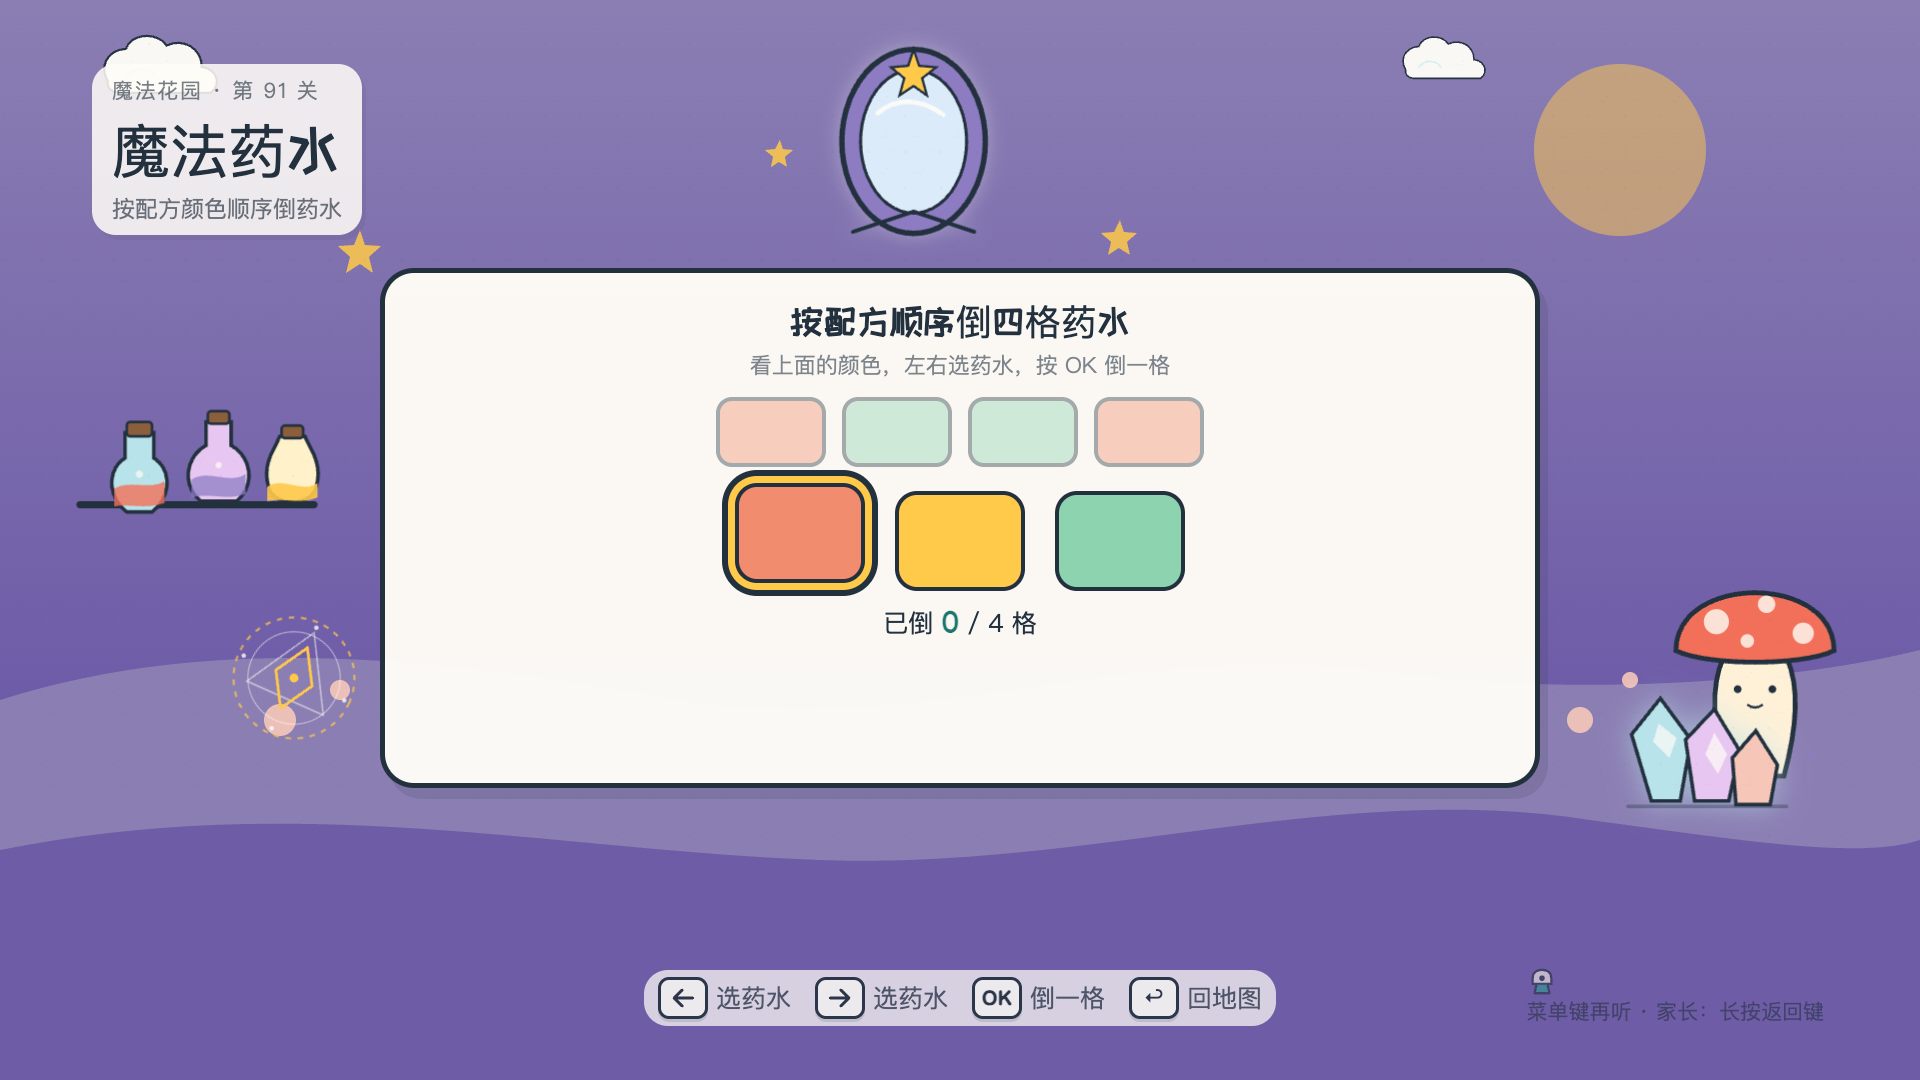 魔法花园 · 第 91 关
魔法药水
按配方颜色顺序倒药水
按配方顺序倒四格药水
看上面的颜色，左右选药水，按 OK 倒一格
已倒 0 / 4 格
← 选药水 → 选药水 OK 倒一格 ↩ 回地图
菜单键再听 · 家长：长按返回键